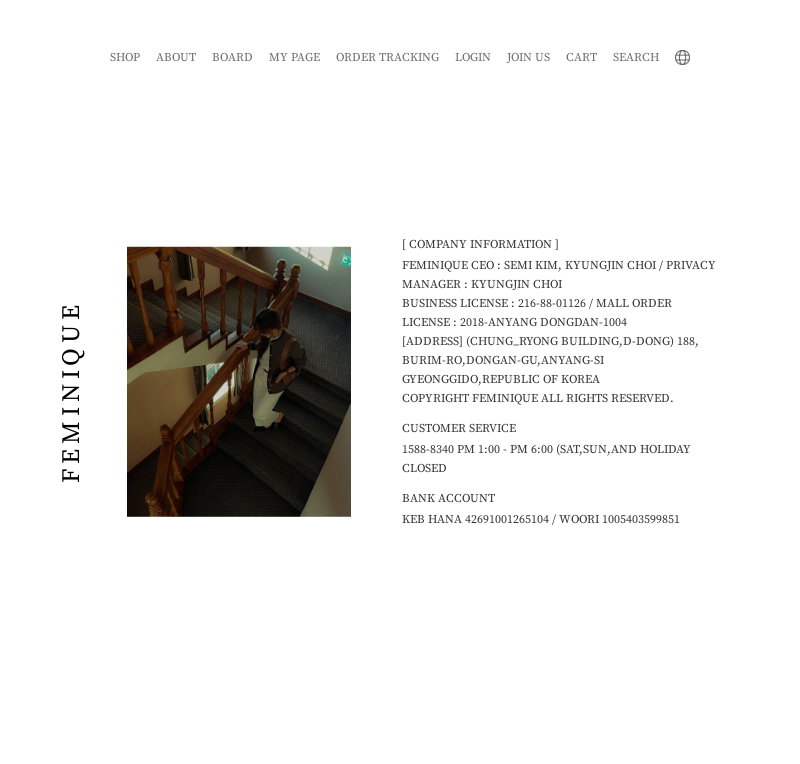 SHOP ABOUT BOARD MY PAGE ORDER TRACKING LOGIN JOIN US CART SEARCH
FEMINIQUE
[ COMPANY INFORMATION ]
FEMINIQUE CEO : SEMI KIM, KYUNGJIN CHOI / PRIVACY
MANAGER : KYUNGJIN CHOI
BUSINESS LICENSE : 216-88-01126 / MALL ORDER
LICENSE : 2018-ANYANG DONGDAN-1004
[ADDRESS] (CHUNG_RYONG BUILDING,D-DONG) 188,
BURIM-RO,DONGAN-GU,ANYANG-SI
GYEONGGIDO,REPUBLIC OF KOREA
COPYRIGHT FEMINIQUE ALL RIGHTS RESERVED.
CUSTOMER SERVICE
1588-8340 PM 1:00 - PM 6:00 (SAT,SUN,AND HOLIDAY
CLOSED
BANK ACCOUNT
KEB HANA 42691001265104 / WOORI 1005403599851